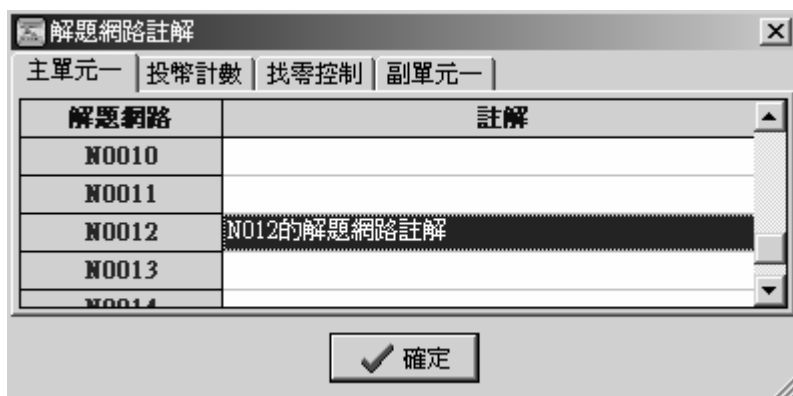 解題網路註解
主單元一 投幣計數 找零控制 副單元一
解題網路 註解
N0010
N0011
N0012 N012的解題網路註解
N0013
N0014
確定